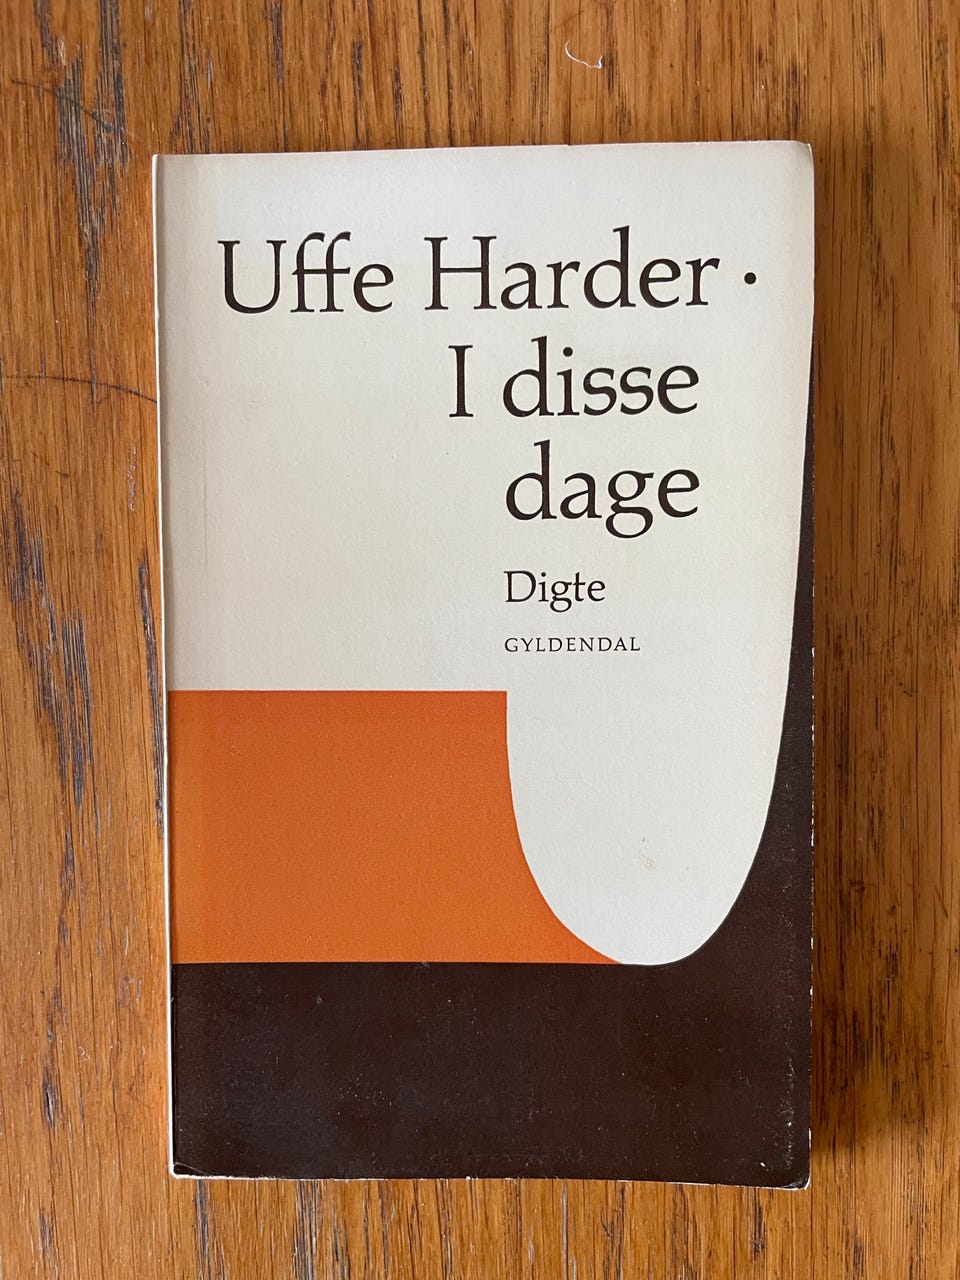 Uffe Harder ·
I disse
dage
Digte
GYLDENDAL